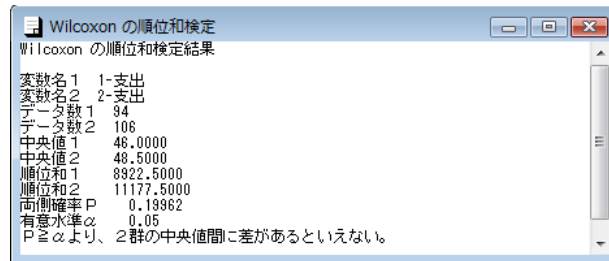 Wilcoxon の順位和検定
Wilcoxon の順位和検定結果
変数名１ 1-支出
変数名２ 2-支出
データ数１ 94
データ数２ 106
中央値１ 46.0000
中央値２ 48.5000
順位和１ 8922.5000
順位和２ 11177.5000
両側確率Ｐ 0.19962
有意水準α 0.05
Ｐ≧αより、２群の中央値間に差があるといえない。